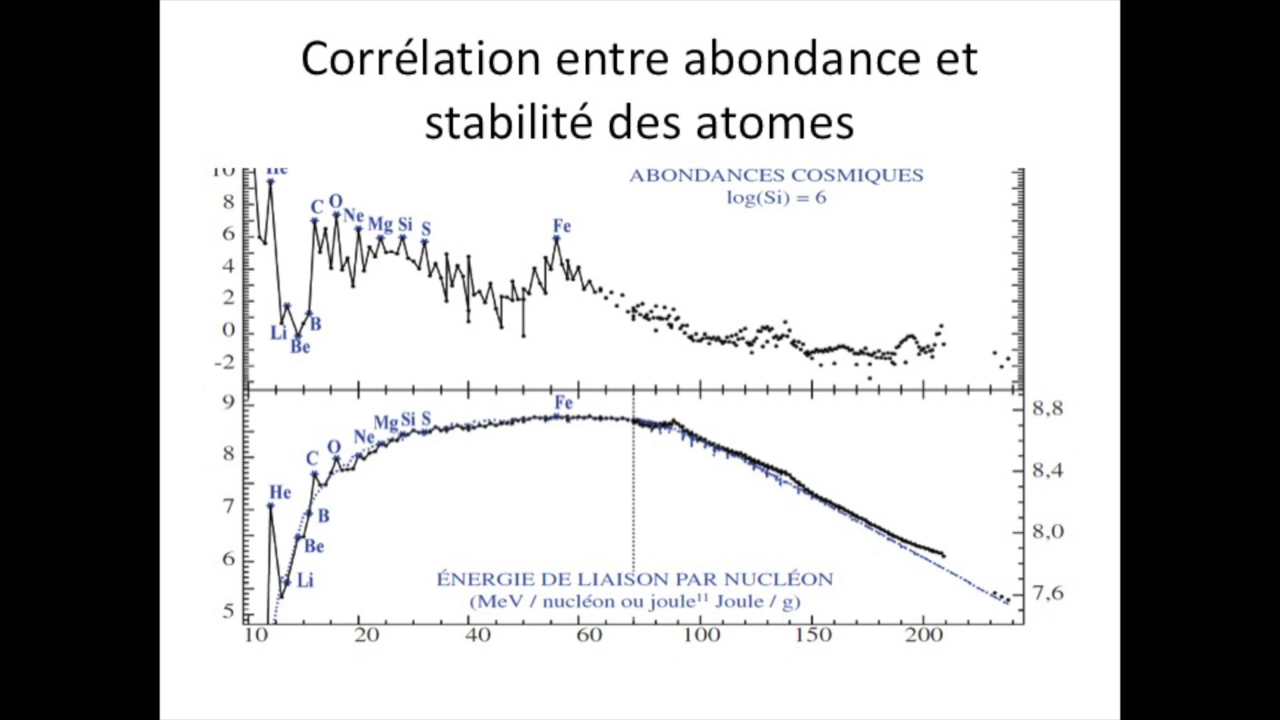 Corrélation entre abondance et
stabilité des atomes
10
He
ABONDANCES COSMIQUES
log(Si) = 6
8
C
O
Ne
Mg
Si
S
Fe
6
4
2
0
Li
Be
B
-2
9
8,8
Fe
Mg
Si
S
Ne
O
C
8
8,4
He
7
B
8,0
Be
6
Li
ÉNERGIE DE LIAISON PAR NUCLÉON
(MeV / nucléon ou joule¹¹ Joule / g)
7,6
5
10
20
40
60
100
150
200